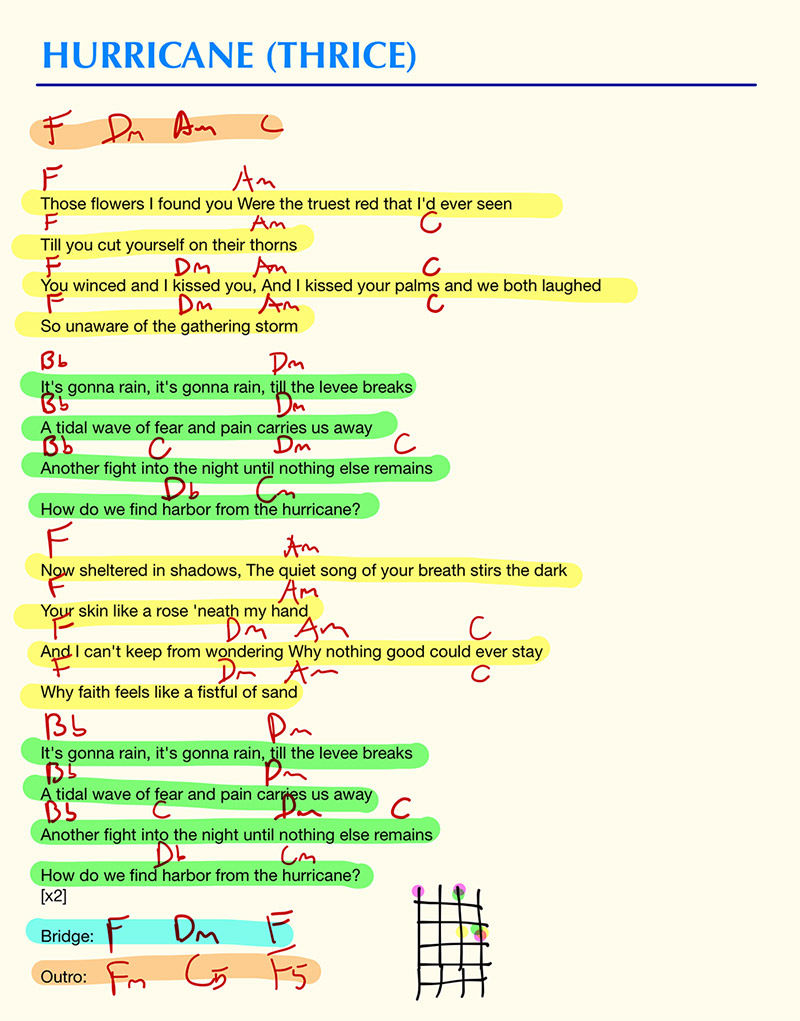 HURRICANE (THRICE)
F Dm Am C
F Am
Those flowers I found you Were the truest red that I'd ever seen
F Am C
Till you cut yourself on their thorns
F Dm Am C
You winced and I kissed you, And I kissed your palms and we both laughed
F Dm Am C
So unaware of the gathering storm
Bb Dm
It's gonna rain, it's gonna rain, till the levee breaks
Bb Dm
A tidal wave of fear and pain carries us away
Bb C Dm C
Another fight into the night until nothing else remains
Db Cm
How do we find harbor from the hurricane?
F Am
Now sheltered in shadows, The quiet song of your breath stirs the dark
F Am
Your skin like a rose 'neath my hand
F Dm Am C
And I can't keep from wondering Why nothing good could ever stay
F Dm Am C
Why faith feels like a fistful of sand
Bb Dm
It's gonna rain, it's gonna rain, till the levee breaks
Bb Dm
A tidal wave of fear and pain carries us away
Bb C Dm C
Another fight into the night until nothing else remains
Db Cm
How do we find harbor from the hurricane?
[x2]
Bridge: F Dm F
Outro: Fm C5 F5